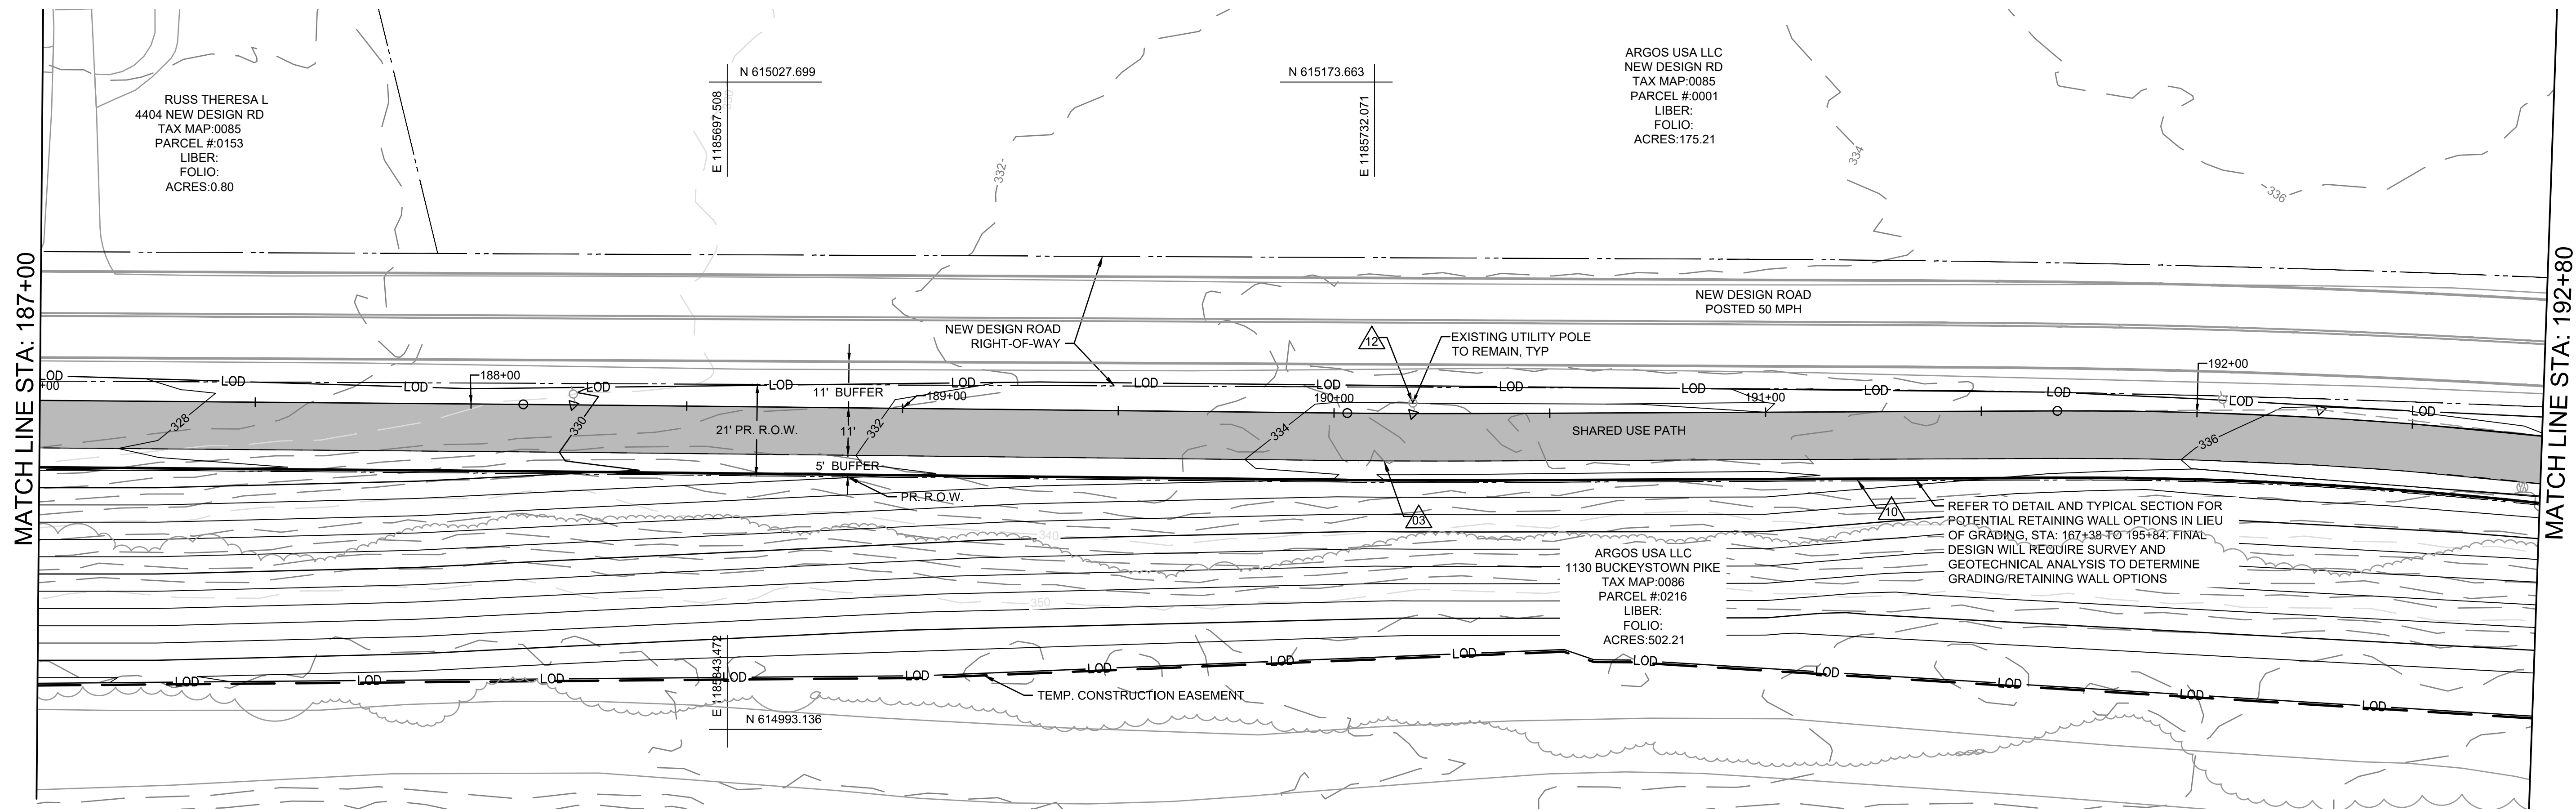 MATCH LINE STA: 187+00
RUSS THERESA L
4404 NEW DESIGN RD
TAX MAP:0085
PARCEL #:0153
LIBER:
FOLIO:
ACRES:0.80
N 615027.699
E 1185697.508
330
332
N 615173.663
E 1185732.071
ARGOS USA LLC
NEW DESIGN RD
TAX MAP:0085
PARCEL #:0001
LIBER:
FOLIO:
ACRES:175.21
334
336
NEW DESIGN ROAD
POSTED 50 MPH
NEW DESIGN ROAD
RIGHT-OF-WAY
12
EXISTING UTILITY POLE
TO REMAIN, TYP
LOD
+00
LOD
LOD
188+00
LOD
LOD
11' BUFFER
LOD
189+00
LOD
LOD
190+00
LOD
LOD
191+00
LOD
LOD
192+00
LOD
LOD
328
330
21' PR. R.O.W.
11'
332
334
SHARED USE PATH
336
5' BUFFER
PR. R.O.W.
03
10
REFER TO DETAIL AND TYPICAL SECTION FOR
POTENTIAL RETAINING WALL OPTIONS IN LIEU
OF GRADING, STA: 167+38 TO 195+84. FINAL
DESIGN WILL REQUIRE SURVEY AND
GEOTECHNICAL ANALYSIS TO DETERMINE
GRADING/RETAINING WALL OPTIONS
340
350
ARGOS USA LLC
1130 BUCKEYSTOWN PIKE
TAX MAP:0086
PARCEL #:0216
LIBER:
FOLIO:
ACRES:502.21
LOD
LOD
LOD
LOD
LOD
LOD
LOD
LOD
LOD
LOD
LOD
LOD
LOD
TEMP. CONSTRUCTION EASEMENT
E 1185843.472
N 614993.136
MATCH LINE STA: 192+80